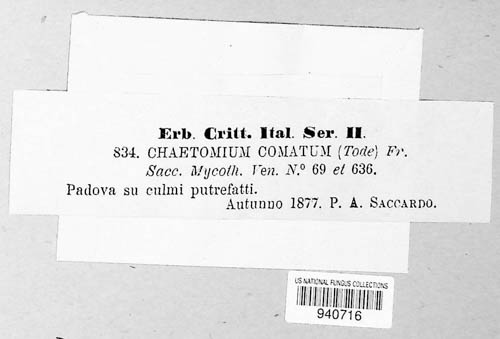 Erb. Critt. Ital. Ser. II.
834. CHAETOMIUM COMATUM (Tode) Fr.
Sacc. Mycoth. Ven. N.º 69 et 636.
Padova su culmi putrefatti.
Autunno 1877. P. A. SACCARDO.
US NATIONAL FUNGUS COLLECTIONS
940716